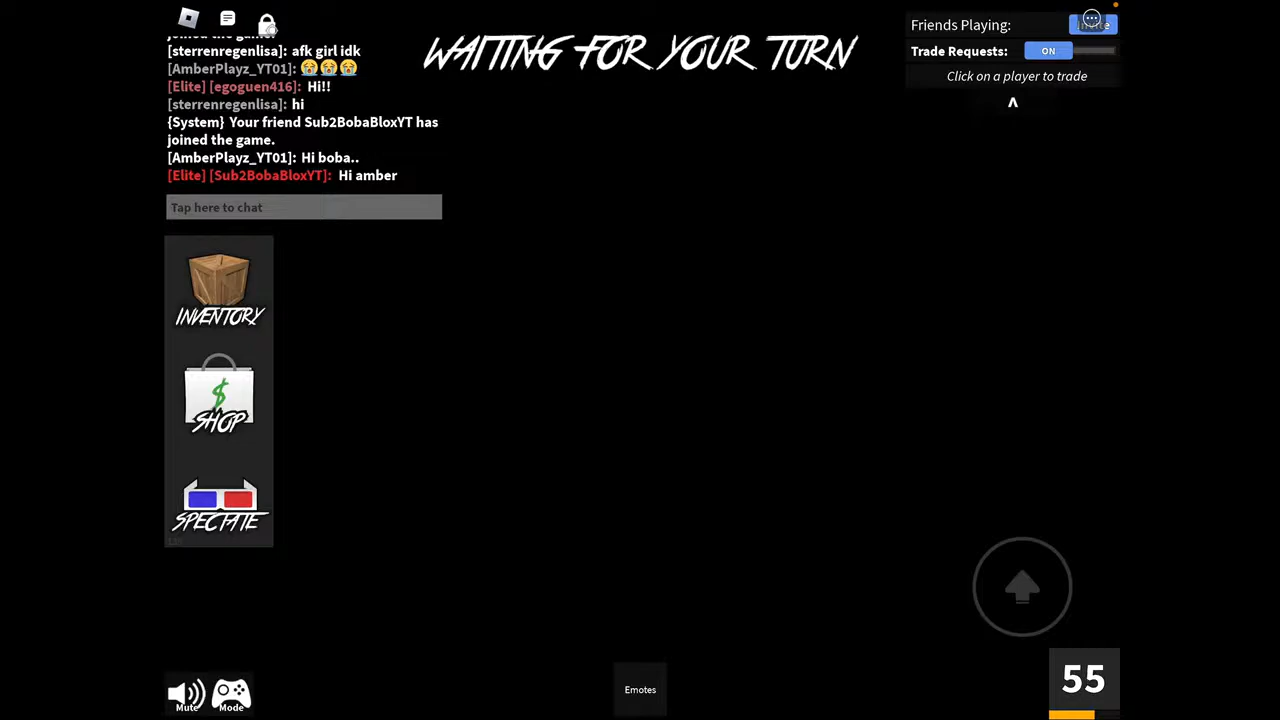 [sterrenregenlisa]: afk girl idk
[AmberPlayz_YT01]: 😭😭😭
[Elite] [egoguen416]: Hi!!
[sterrenregenlisa]: hi
{System} Your friend Sub2BobaBloxYT has
joined the game.
[AmberPlayz_YT01]: Hi boba..
[Elite] [Sub2BobaBloxYT]: Hi amber
Tap here to chat
WAITING FOR YOUR TURN
Friends Playing:
Invite
Trade Requests: ON
Click on a player to trade
^
INVENTORY
$
SHOP
SPECTATE
Mute
Mode
Emotes
55